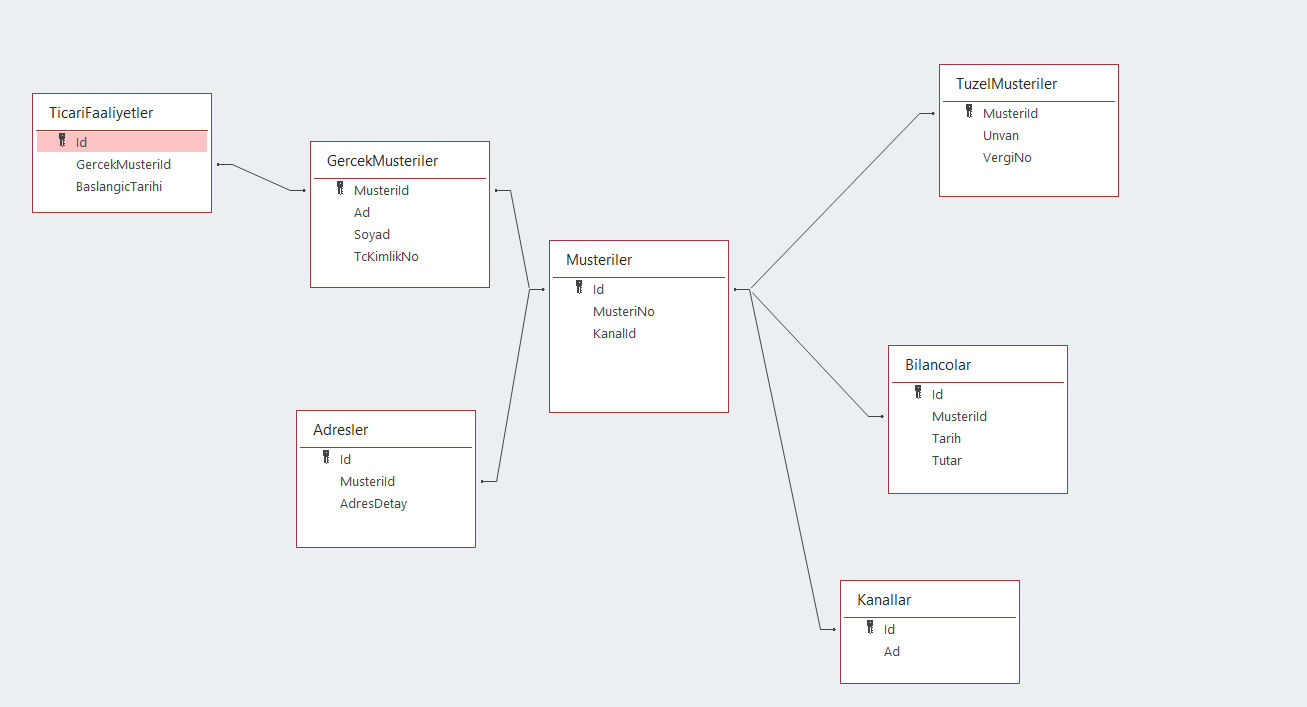 TicariFaaliyetler
Id
GercekMusteriId
BaslangicTarihi
GercekMusteriler
MusteriId
Ad
Soyad
TcKimlikNo
Adresler
Id
MusteriId
AdresDetay
Musteriler
Id
MusteriNo
KanalId
TuzelMusteriler
MusteriId
Unvan
VergiNo
Bilancolar
Id
MusteriId
Tarih
Tutar
Kanallar
Id
Ad